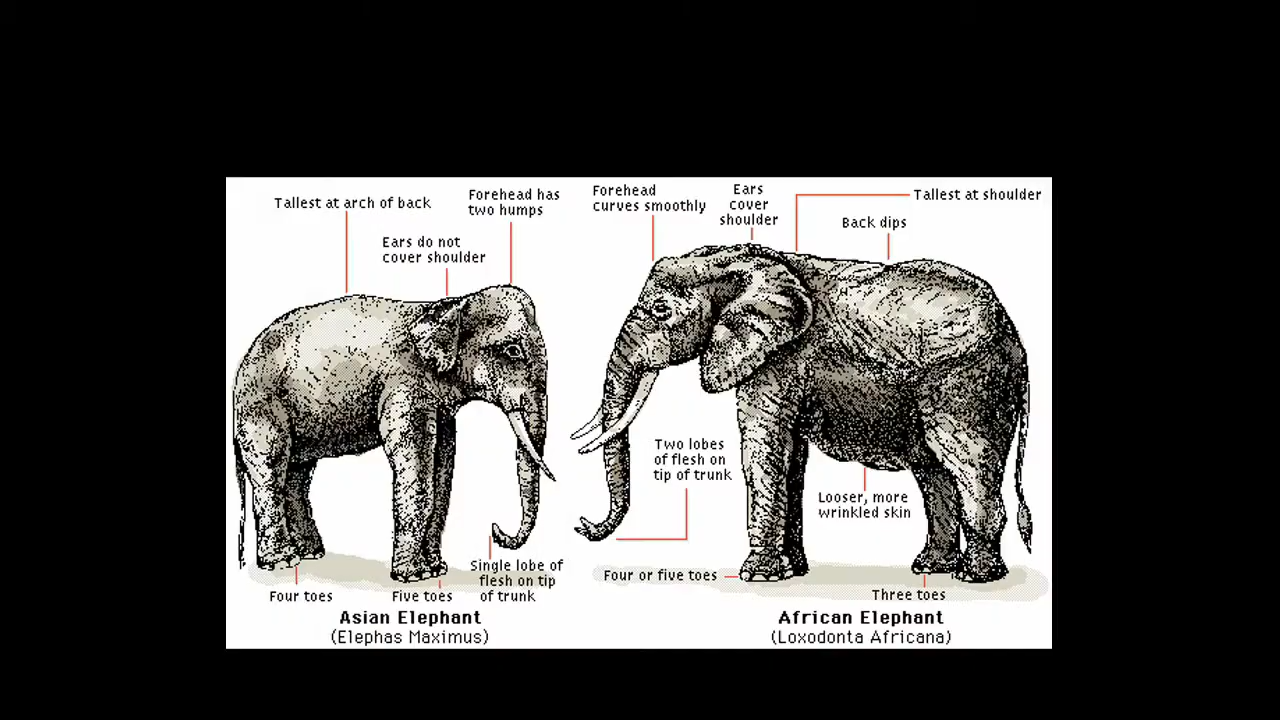 Tallest at arch of back
Forehead has
two humps
Ears do not
cover shoulder
Four toes
Five toes
Single lobe of
flesh on tip
of trunk
Asian Elephant
(Elephas Maximus)
Forehead
curves smoothly
Ears
cover
shoulder
Tallest at shoulder
Back dips
Two lobes
of flesh on
tip of trunk
Looser, more
wrinkled skin
Four or five toes
Three toes
African Elephant
(Loxodonta Africana)